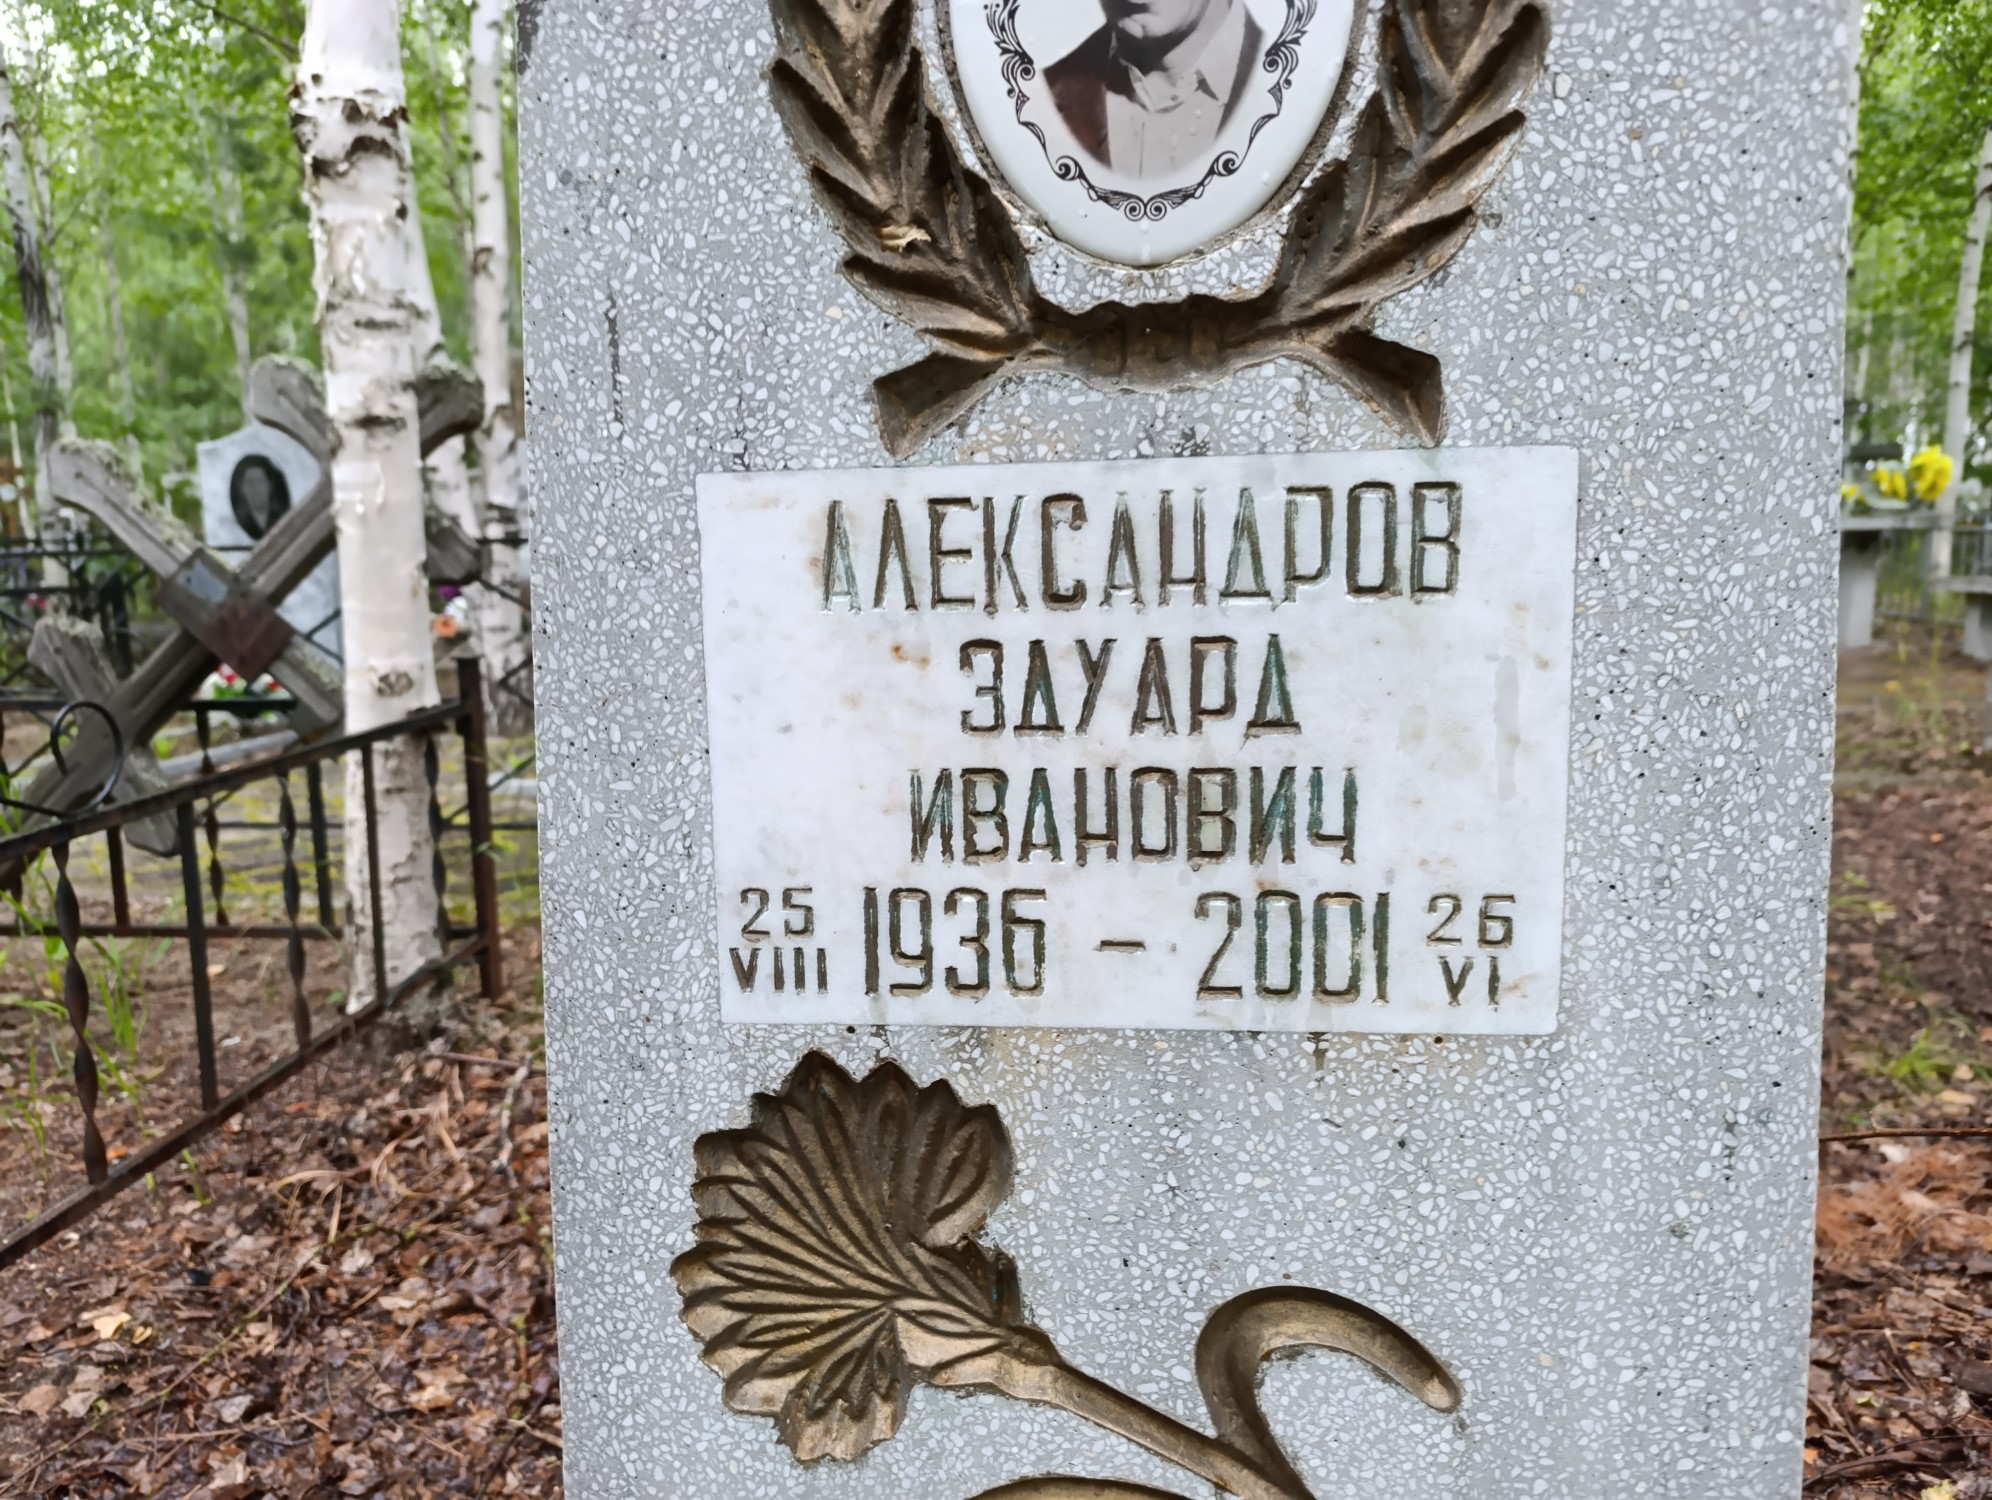 АЛЕКСАНДРОВ
ЭДУАРД
ИВАНОВИЧ
25 VIII 1936 – 2001 26 VI